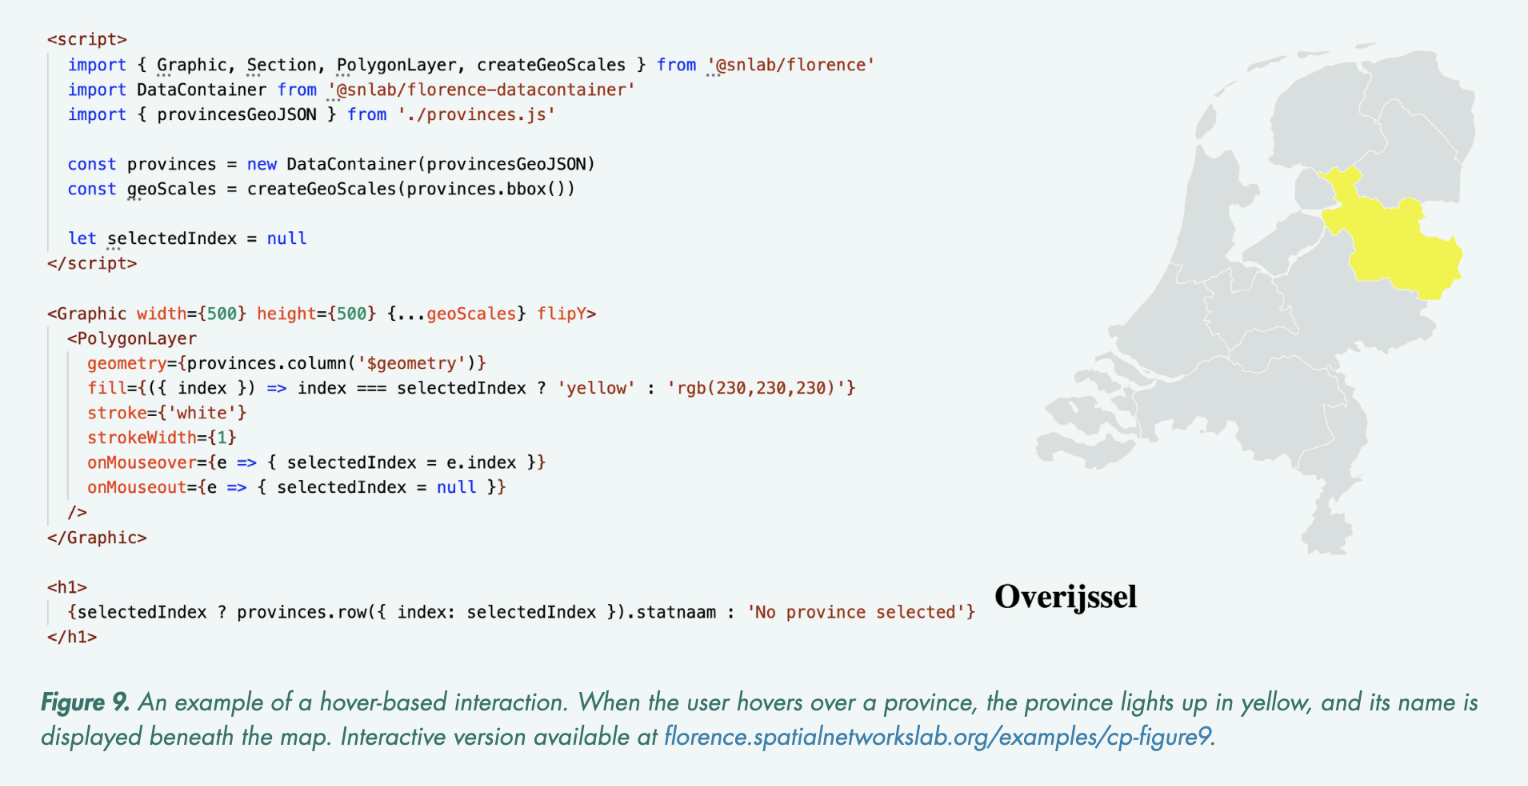 <script>
import { Graphic, Section, PolygonLayer, createGeoScales } from '@snlab/florence'
import DataContainer from '@snlab/florence-datacontainer'
import { provincesGeoJSON } from './provinces.js'
const provinces = new DataContainer(provincesGeoJSON)
const geoScales = createGeoScales(provinces.bbox())
let selectedIndex = null
</script>
<Graphic width={500} height={500} {...geoScales} flipY>
<PolygonLayer
geometry={provinces.column('$geometry')}
fill={({ index }) => index === selectedIndex ? 'yellow' : 'rgb(230,230,230)'}
stroke={'white'}
strokeWidth={1}
onMouseover={e => { selectedIndex = e.index }}
onMouseout={e => { selectedIndex = null }}
/>
</Graphic>
<h1>
{selectedIndex ? provinces.row({ index: selectedIndex }).statnaam : 'No province selected'}
</h1>
Overijssel
Figure 9. An example of a hover-based interaction. When the user hovers over a province, the province lights up in yellow, and its name is
displayed beneath the map. Interactive version available at florence.spatialnetworkslab.org/examples/cp-figure9.